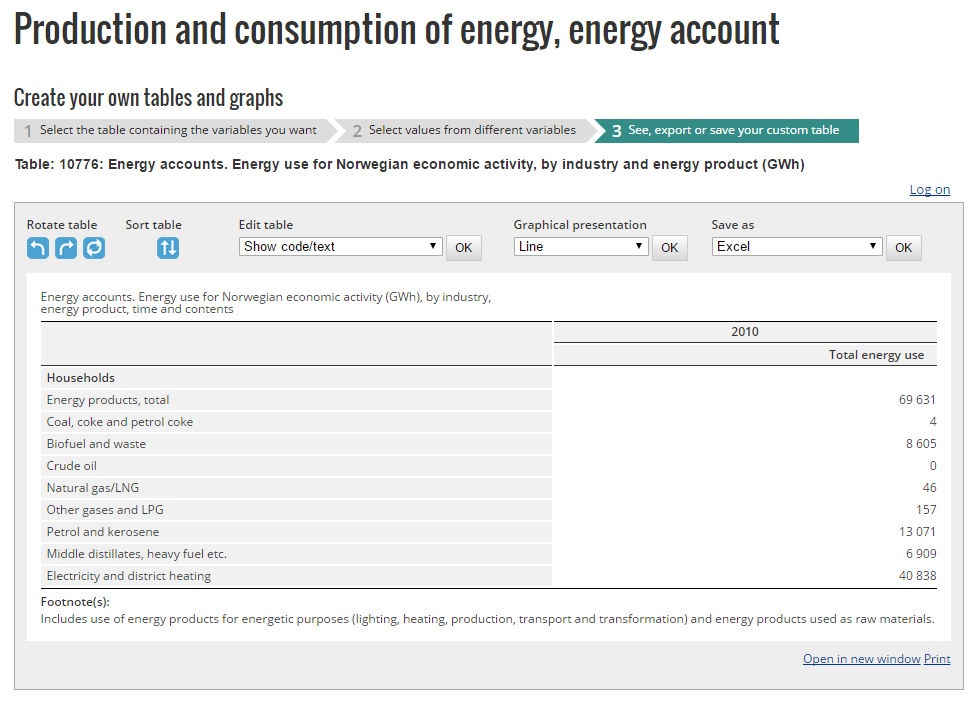 Production and consumption of energy, energy account
Create your own tables and graphs
1 Select the table containing the variables you want 2 Select values from different variables 3 See, export or save your custom table
Table: 10776: Energy accounts. Energy use for Norwegian economic activity, by industry and energy product (GWh)
Log on
Rotate table Sort table Edit table Graphical presentation Save as
Show code/text OK Line OK Excel OK
Energy accounts. Energy use for Norwegian economic activity (GWh), by industry,
energy product, time and contents
2010
Total energy use
Households
Energy products, total 69 631
Coal, coke and petrol coke 4
Biofuel and waste 8 605
Crude oil 0
Natural gas/LNG 46
Other gases and LPG 157
Petrol and kerosene 13 071
Middle distillates, heavy fuel etc. 6 909
Electricity and district heating 40 838
Footnote(s):
Includes use of energy products for energetic purposes (lighting, heating, production, transport and transformation) and energy products used as raw materials.
Open in new window Print